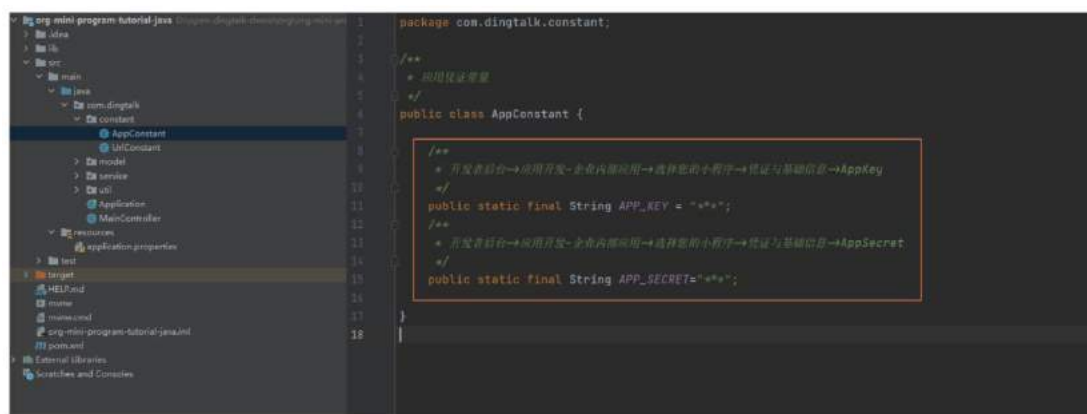 org-mini-program-tutorial-java
.idea
lib
src
main
java
com.dingtalk
constant
AppConstant
UrlConstant
model
service
util
Application
MainController
resources
application.properties
test
target
HELP.md
mvnw
mvnw.cmd
org-mini-program-tutorial-java.iml
pom.xml
External Libraries
Scratches and Consoles
1 package com.dingtalk.constant;
2
3 /**
4 * 应用凭证常量
5 */
6 public class AppConstant {
7
8 /**
9 * 开发者后台->应用开发-企业内部应用->选择您的小程序->凭证与基础信息->AppKey
10 */
11 public static final String APP_KEY = "***";
12 /**
13 * 开发者后台->应用开发-企业内部应用->选择您的小程序->凭证与基础信息->AppSecret
14 */
15 public static final String APP_SECRET="***";
16
17 }
18